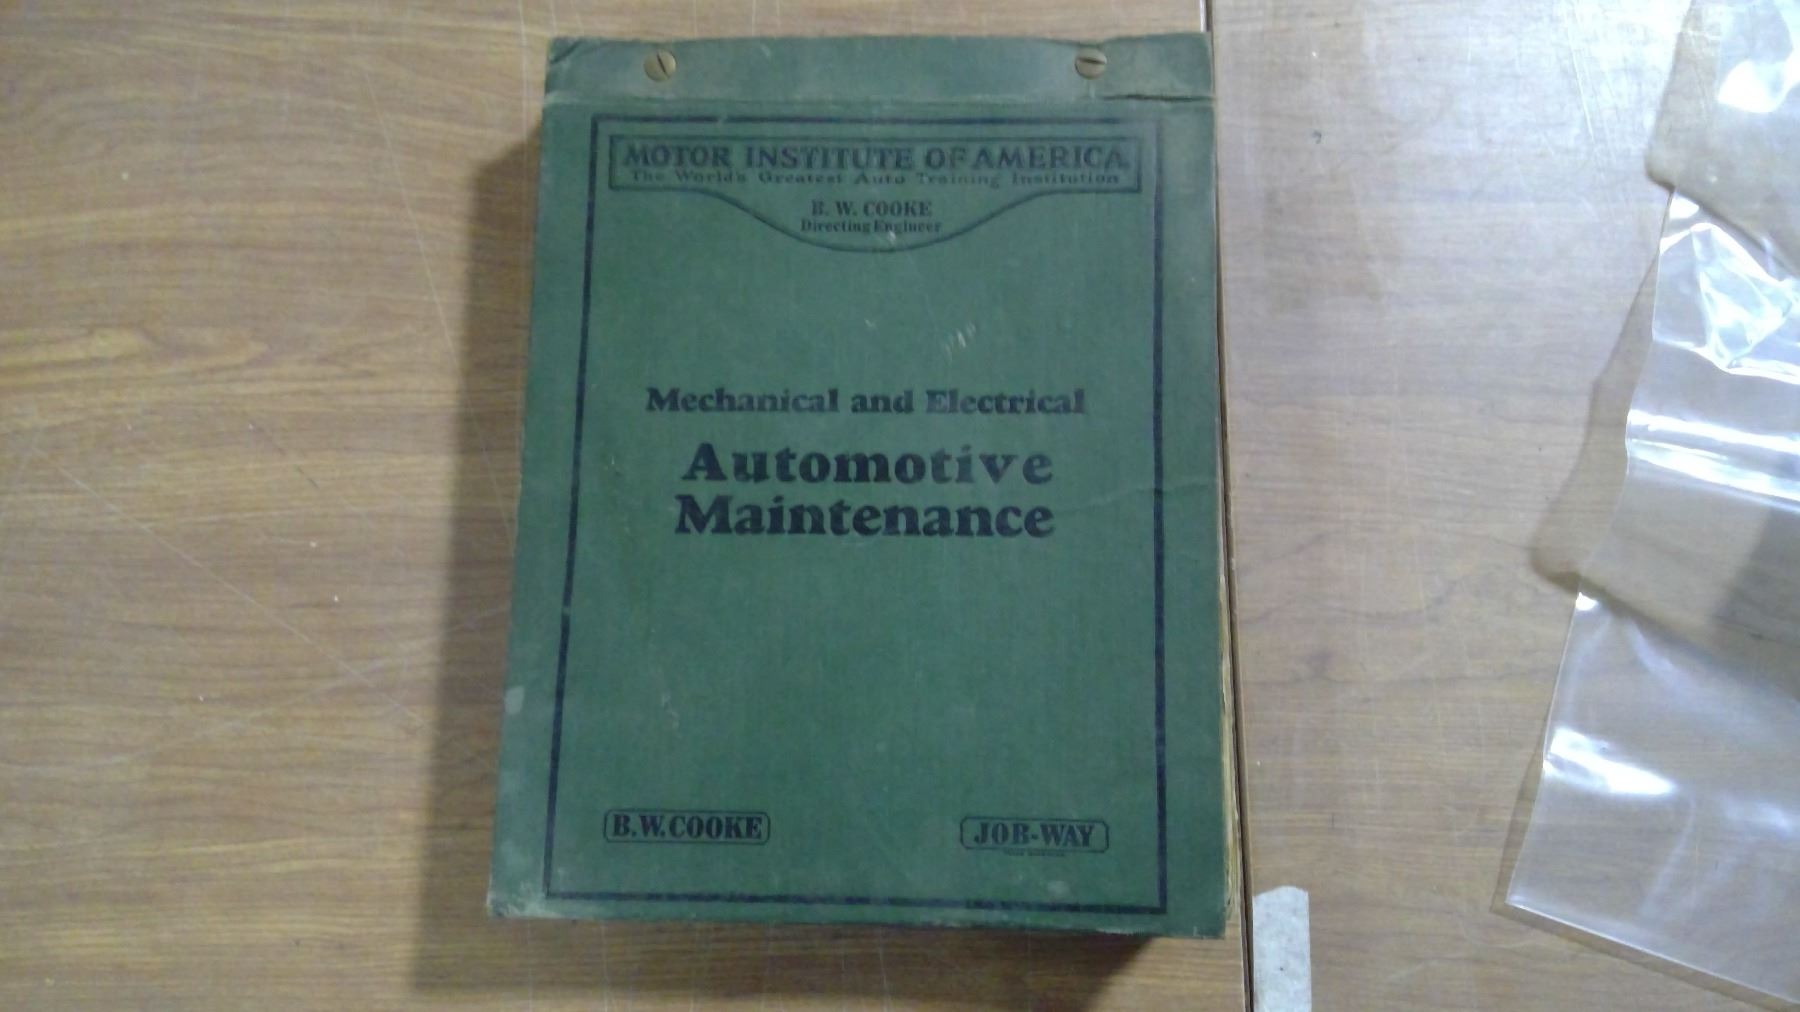 MOTOR INSTITUTE OF AMERICA
The World's Greatest Auto Training Institution
B. W. COOKE
Directing Engineer
Mechanical and Electrical
Automotive
Maintenance
B.W.COOKE
JOB-WAY